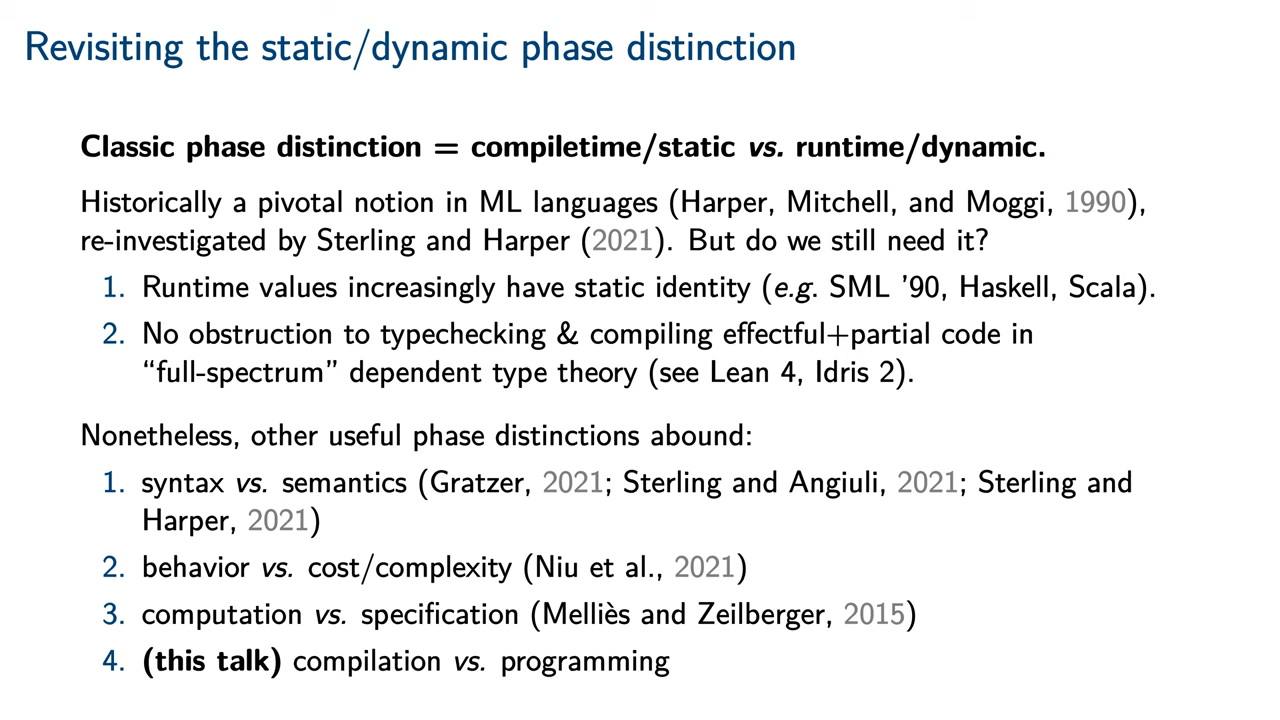 Revisiting the static/dynamic phase distinction
Classic phase distinction = compiletime/static vs. runtime/dynamic.
Historically a pivotal notion in ML languages (Harper, Mitchell, and Moggi, 1990),
re-investigated by Sterling and Harper (2021). But do we still need it?
1. Runtime values increasingly have static identity (e.g. SML '90, Haskell, Scala).
2. No obstruction to typechecking & compiling effectful+partial code in
“full-spectrum” dependent type theory (see Lean 4, Idris 2).
Nonetheless, other useful phase distinctions abound:
1. syntax vs. semantics (Gratzer, 2021; Sterling and Angiuli, 2021; Sterling and
Harper, 2021)
2. behavior vs. cost/complexity (Niu et al., 2021)
3. computation vs. specification (Melliès and Zeilberger, 2015)
4. (this talk) compilation vs. programming